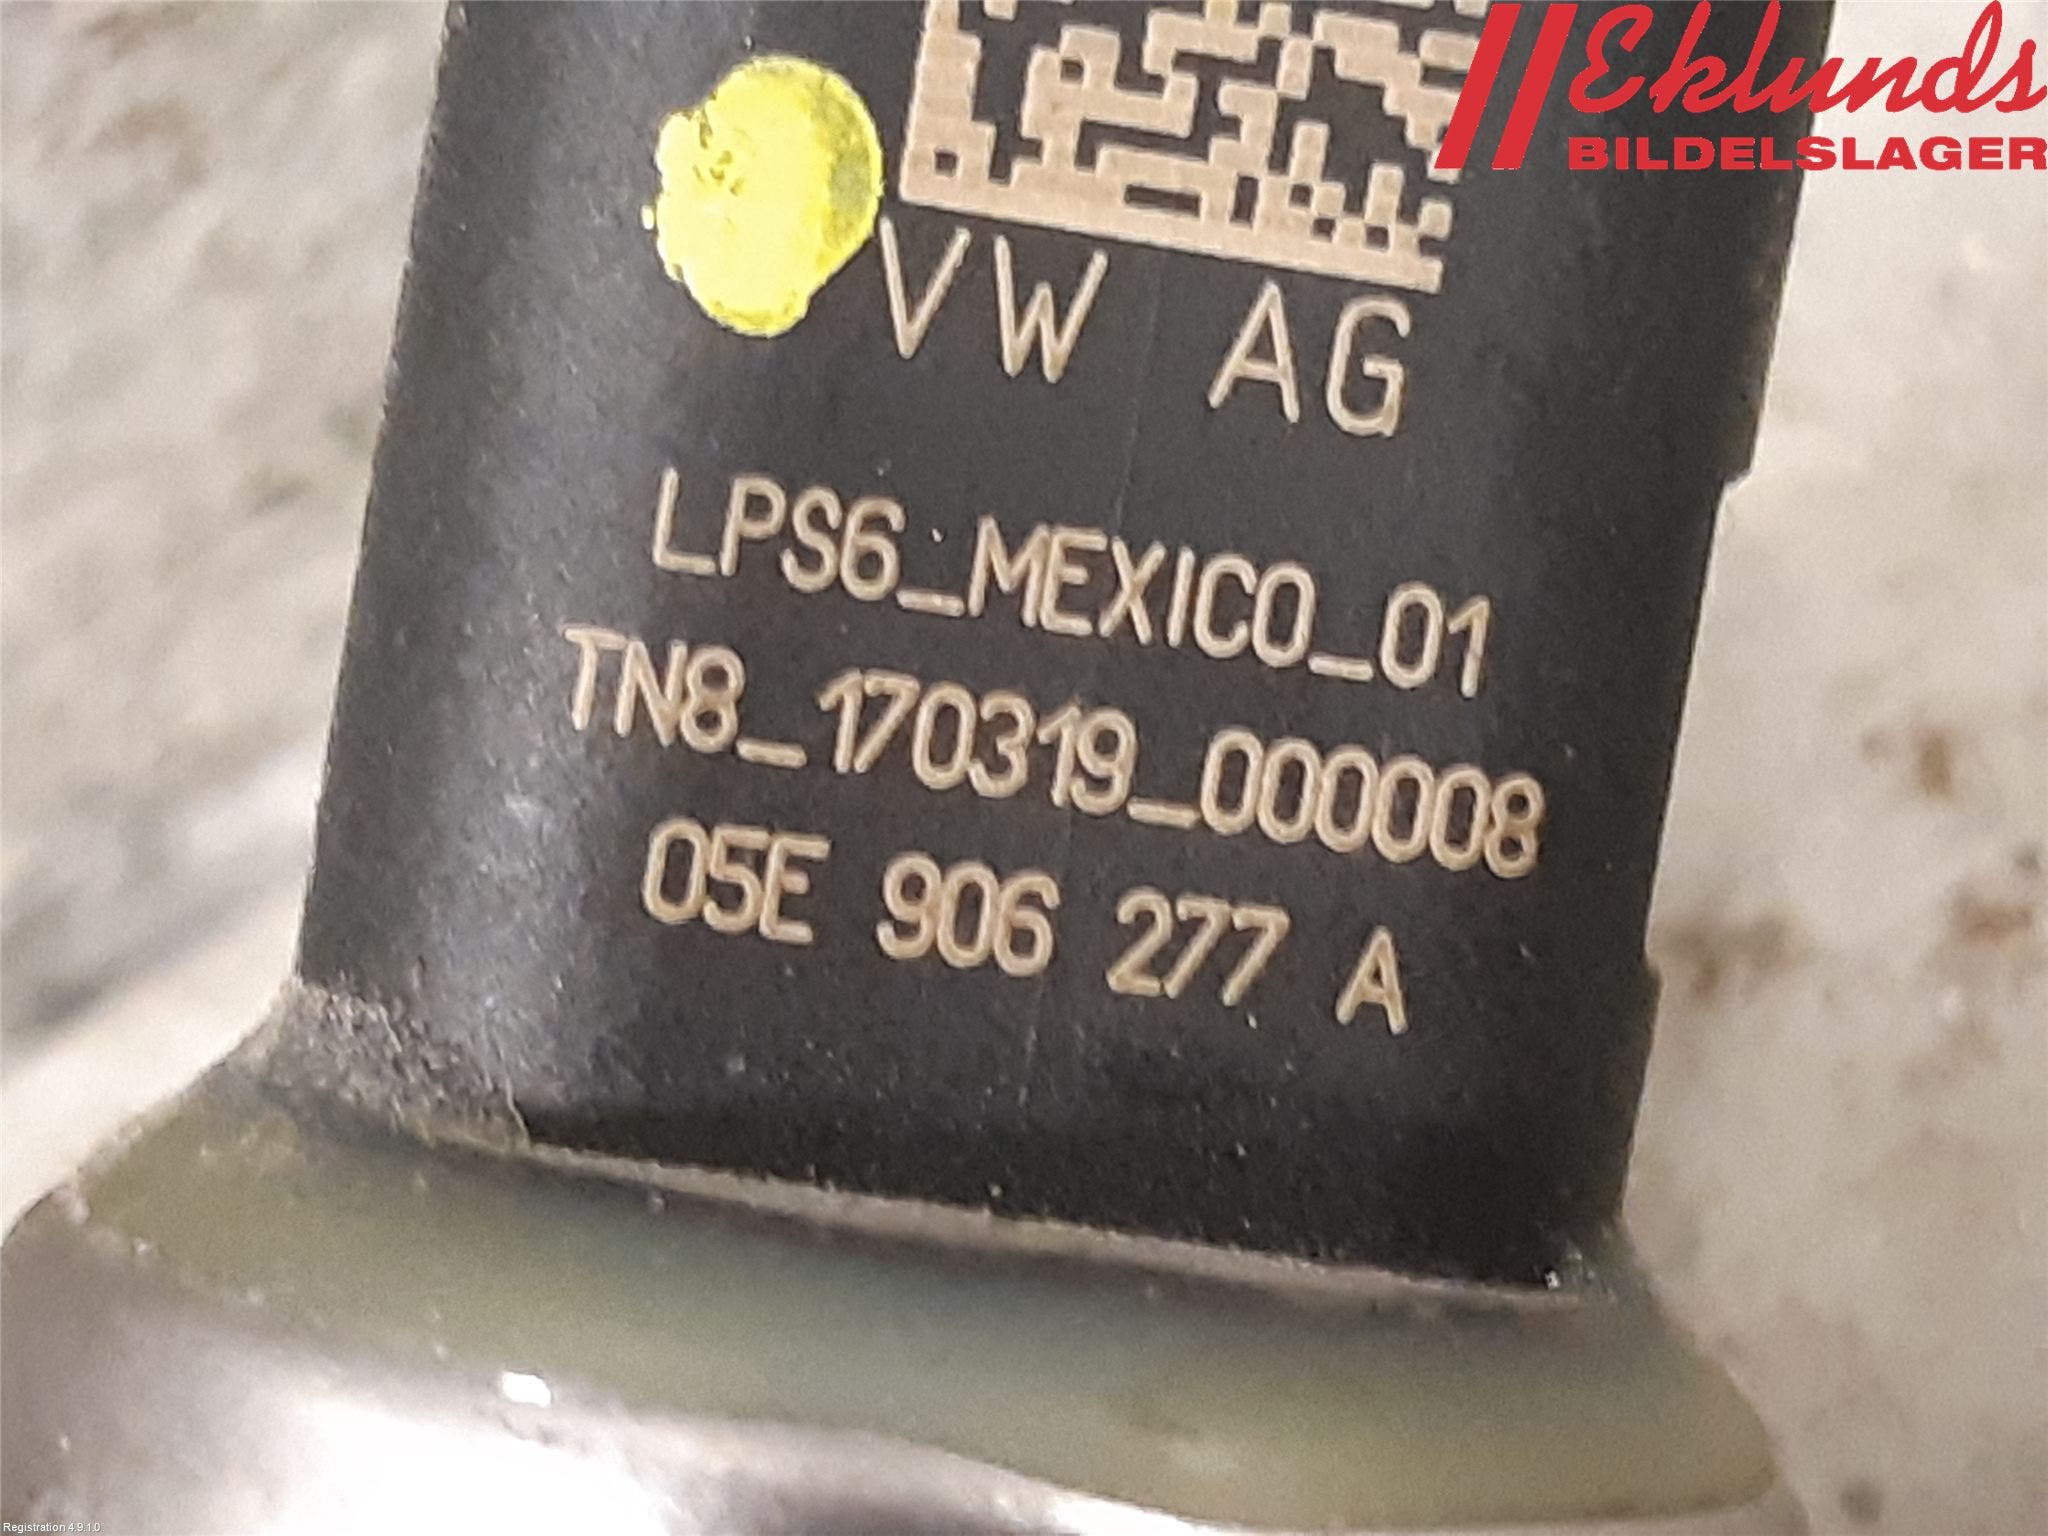 Eklunds
BILDELSLAGER
VW AG
LPS6_MEXICO_01
TN8_170319_000008
05E 906 277 A
Registration 4.9.1.0